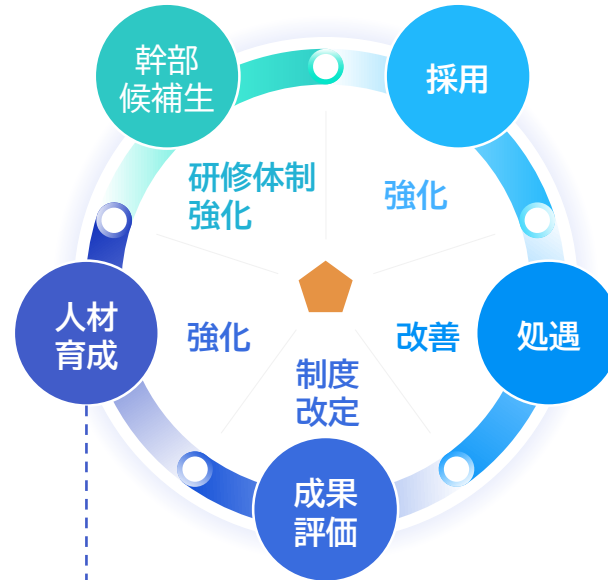 幹部
候補生
採用
研修体制
強化
強化
人材
育成
強化
改善
処遇
制度
改定
成果
評価